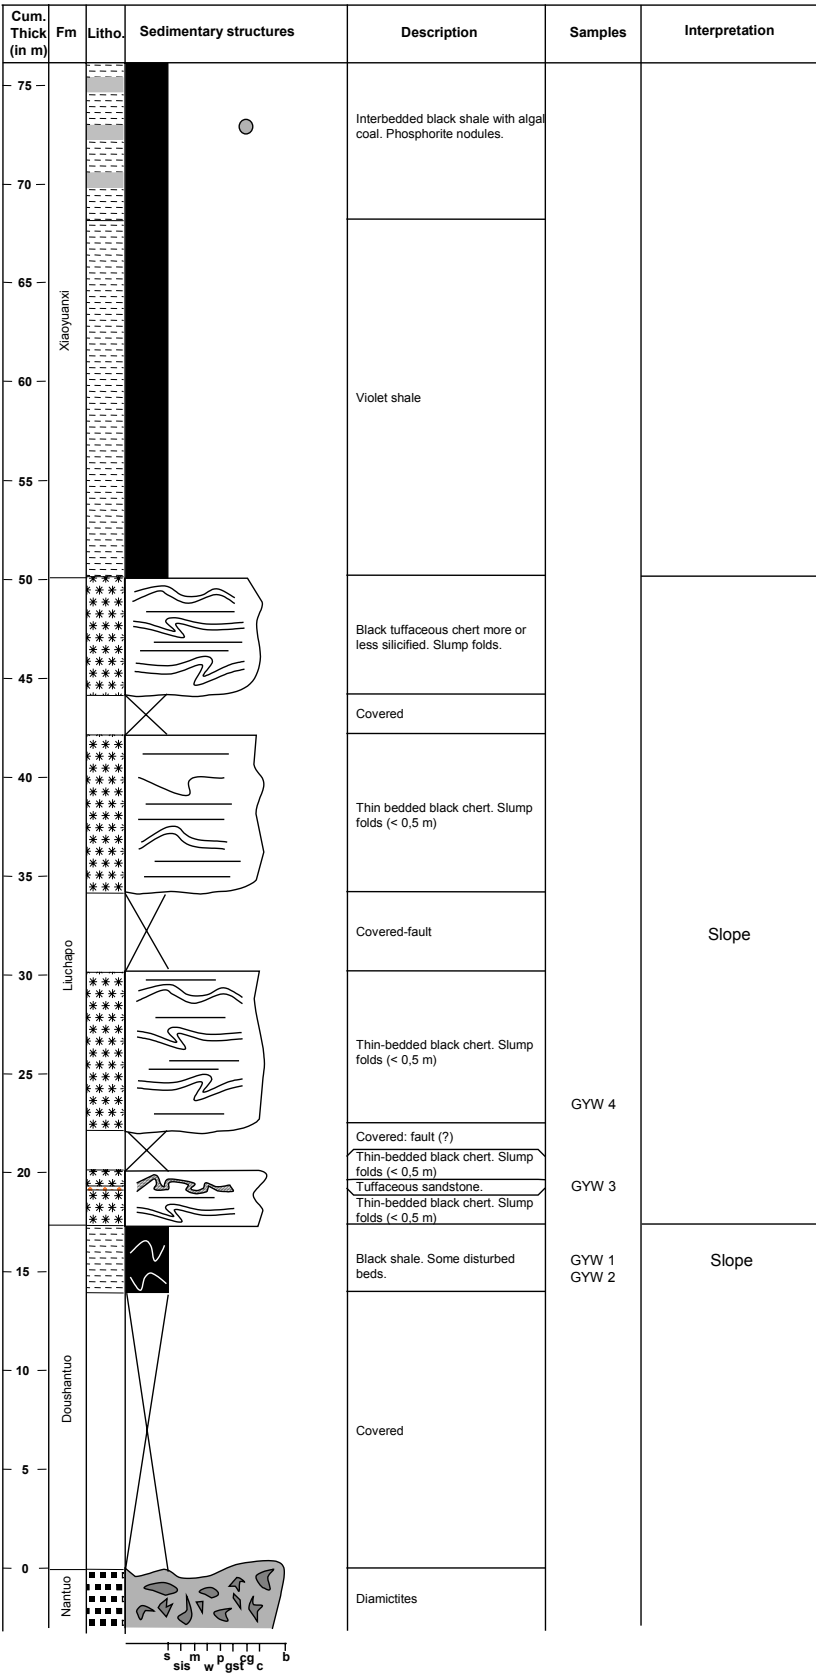 Cum.
Thick
(in m)
Fm
Litho.
Sedimentary structures
Description
Samples
Interpretation
75
Interbedded black shale with algal
coal. Phosphorite nodules.
70
65
Xiaoyuanxi
60
Violet shale
55
50
Black tuffaceous chert more or
less silicified. Slump folds.
45
Covered
40
Thin bedded black chert. Slump
folds (< 0,5 m)
35
Covered-fault
Slope
Liuchapo
30
Thin-bedded black chert. Slump
folds (< 0,5 m)
25
GYW 4
Covered: fault (?)
20
Thin-bedded black chert. Slump
folds (< 0,5 m)
Tuffaceous sandstone.
GYW 3
Thin-bedded black chert. Slump
folds (< 0,5 m)
Black shale. Some disturbed
beds.
GYW 1
GYW 2
Slope
15
10
Doushantuo
Covered
5
0
Nantuo
Diamictites
s
sis
m
w
p
gst
cg
c
b